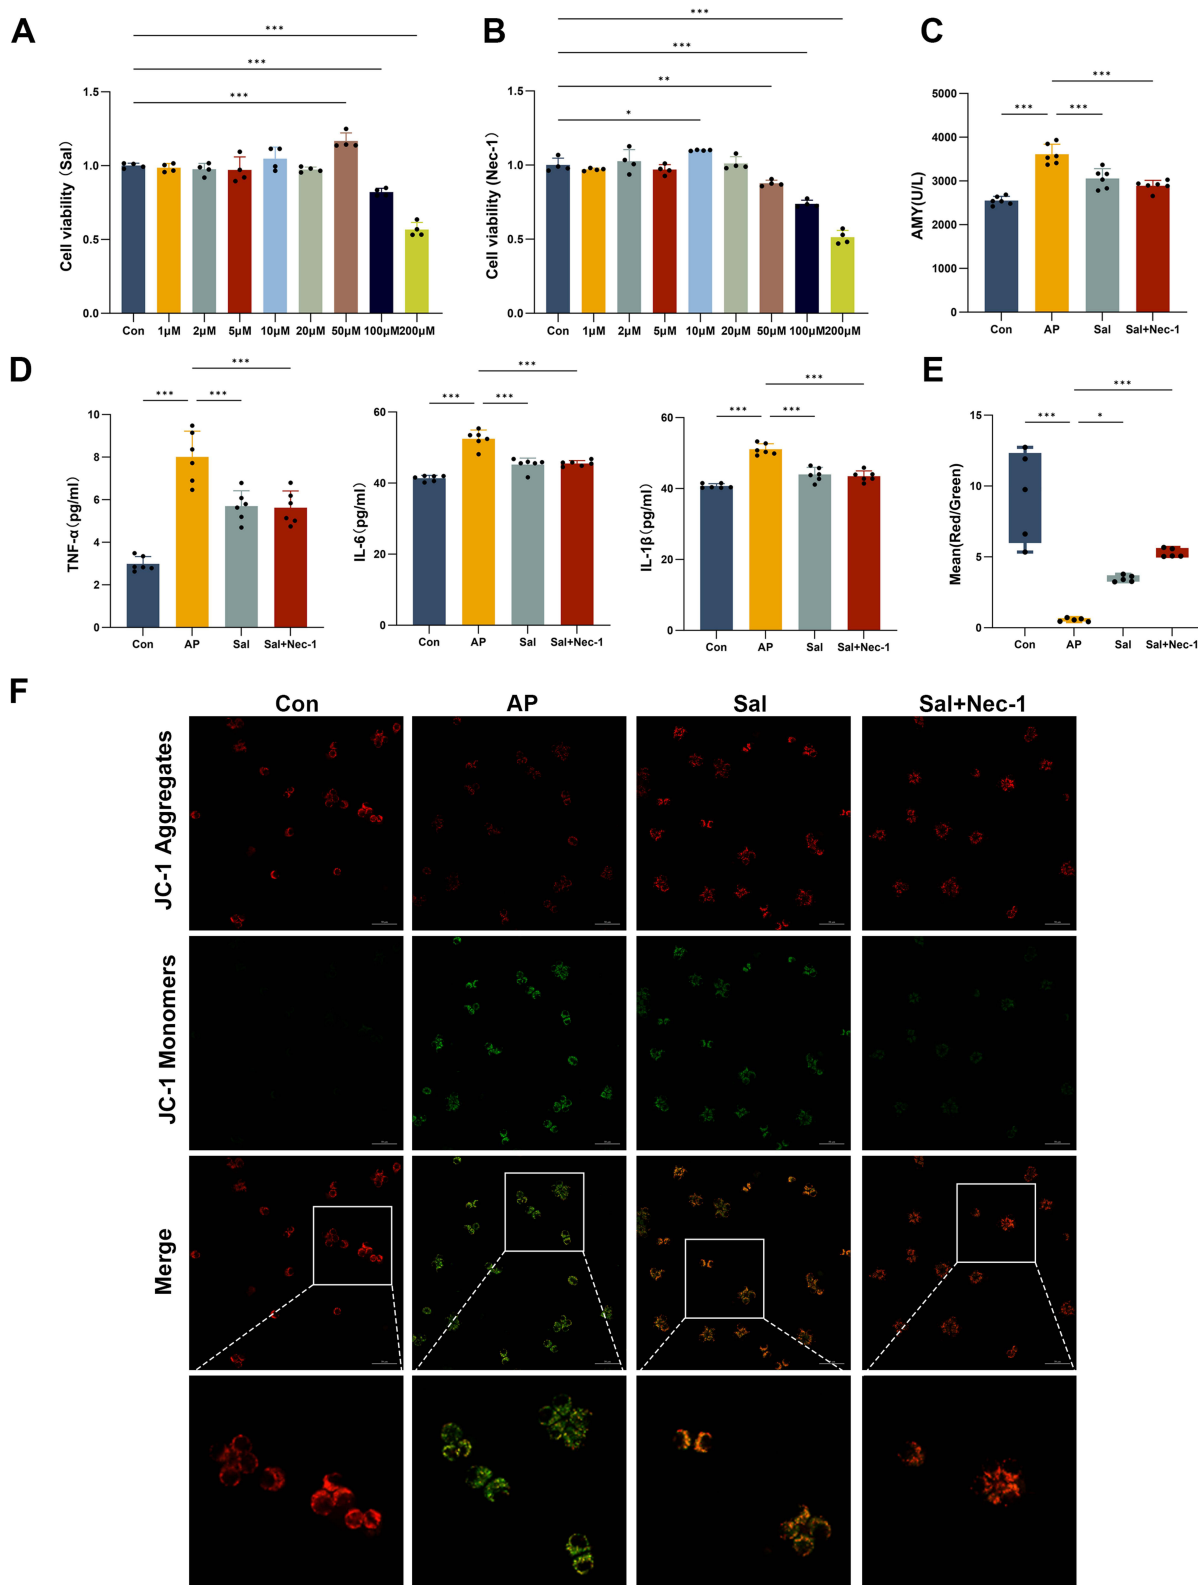 A
***
***
***
Cell viability (Sal)
1.5
1.0
0.5
0.0
Con 1μM 2μM 5μM 10μM 20μM 50μM 100μM 200μM
B
***
***
**
*
Cell viability (Nec-1)
1.5
1.0
0.5
0.0
Con 1μM 2μM 5μM 10μM 20μM 50μM 100μM 200μM
C
***
*** ***
AMY(U/L)
5000
4000
3000
2000
1000
0
Con AP Sal Sal+Nec-1
D
***
*** ***
TNF-α(pg/ml)
10
8
6
4
2
0
Con AP Sal Sal+Nec-1
***
*** ***
IL-6(pg/ml)
60
40
20
0
Con AP Sal Sal+Nec-1
***
*** ***
IL-1β(pg/ml)
60
40
20
0
Con AP Sal Sal+Nec-1
E
***
*** *
Mean(Red/Green)
15
10
5
0
Con AP Sal Sal+Nec-1
F
Con AP Sal Sal+Nec-1
JC-1 Aggregates
JC-1 Monomers
Merge